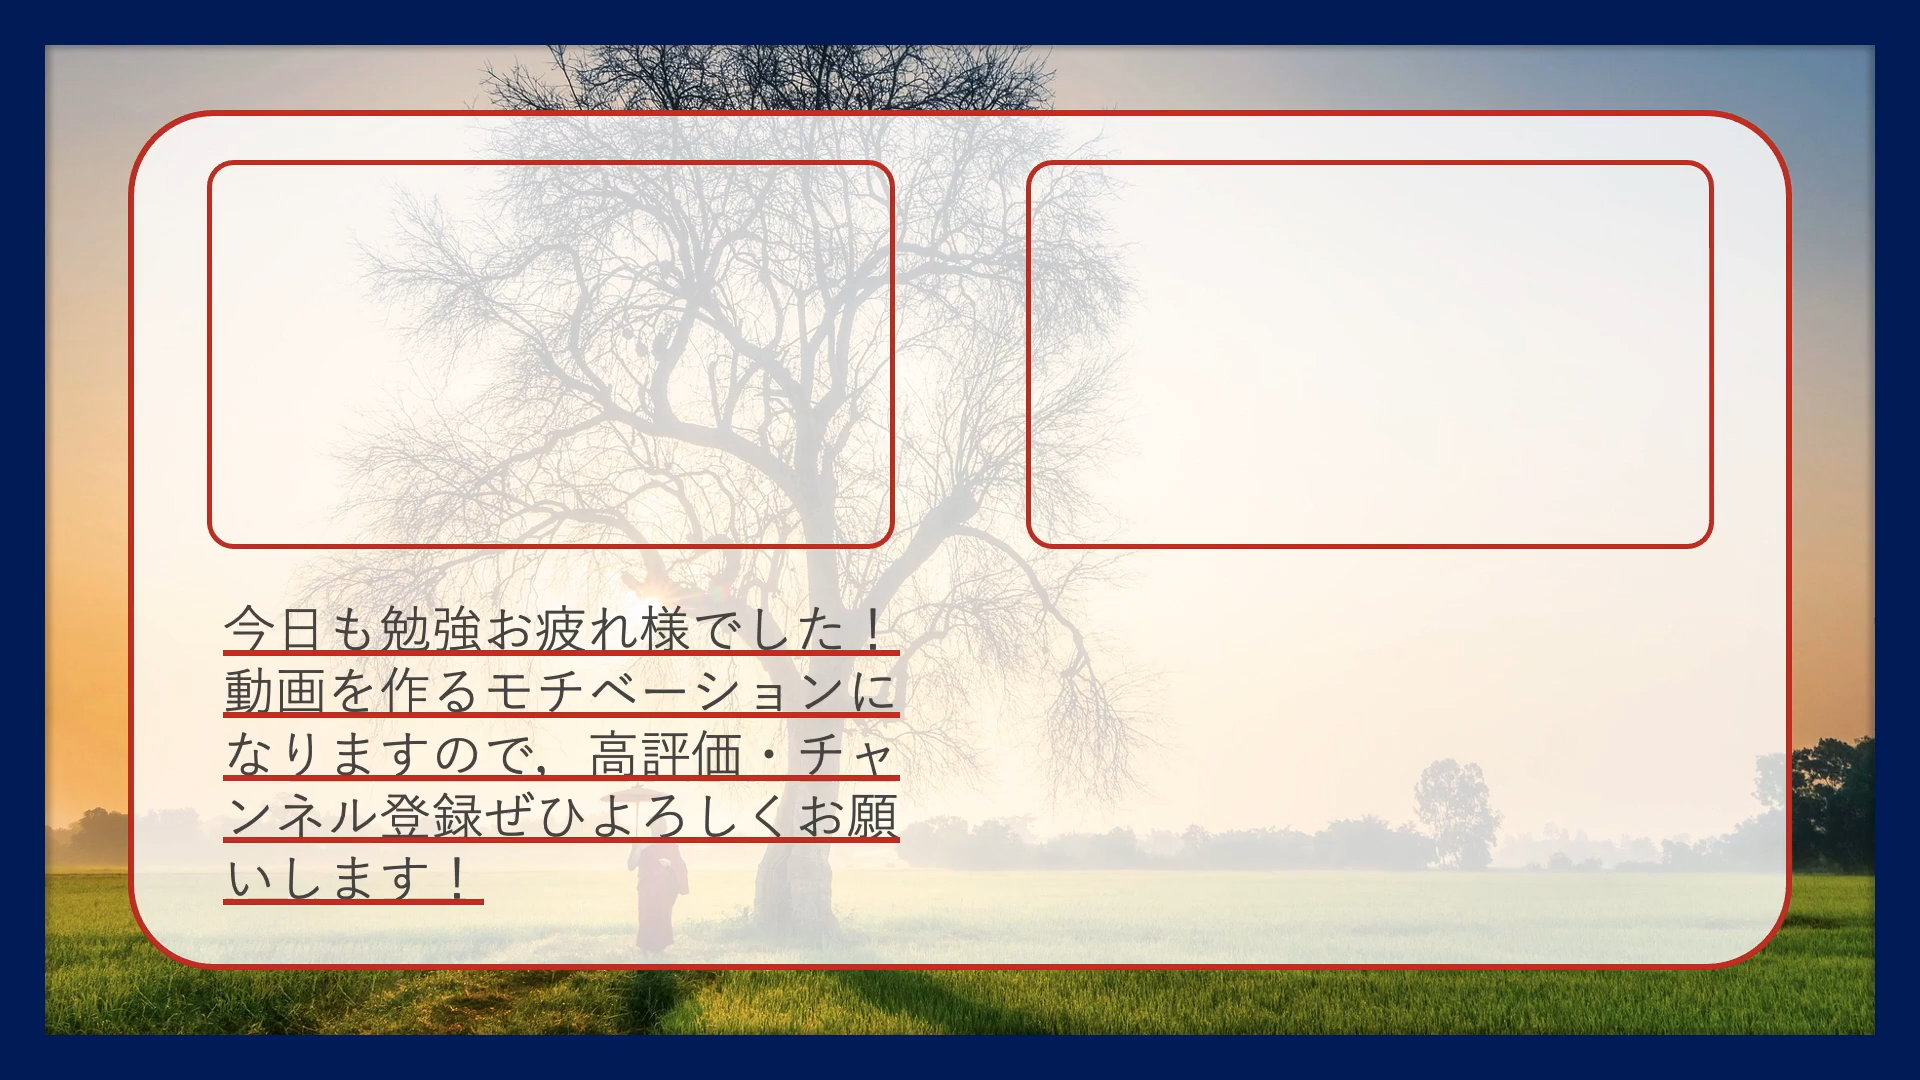 今日も勉強お疲れ様でした！
動画を作るモチベーションに
なりますので，高評価・チャ
ンネル登録ぜひよろしくお願
いします！